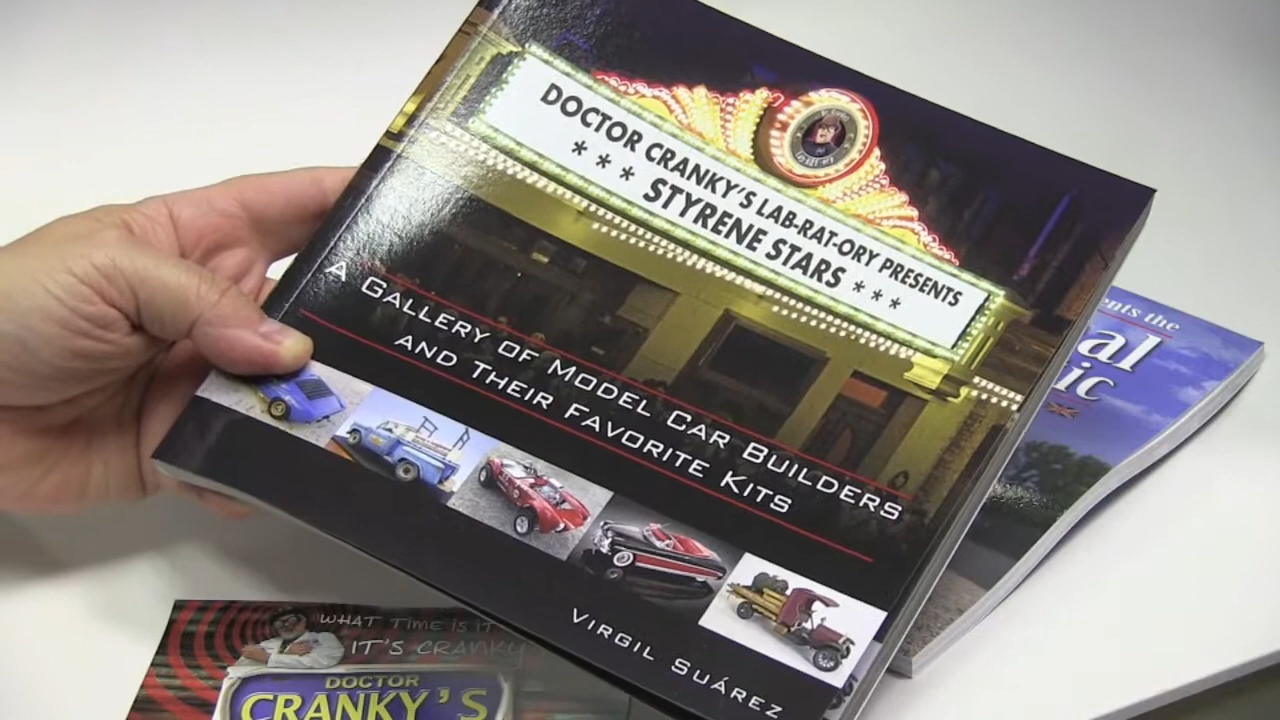 DOCTOR CRANKY'S LAB-RAT-ORY PRESENTS
* * * STYRENE STARS * * *
A GALLERY OF MODEL CAR BUILDERS
AND THEIR FAVORITE KITS
VIRGIL SUÁREZ
ents the
al
ic
WHAT TIME IS IT
IT'S CRANKY
DOCTOR
CRANKY'S